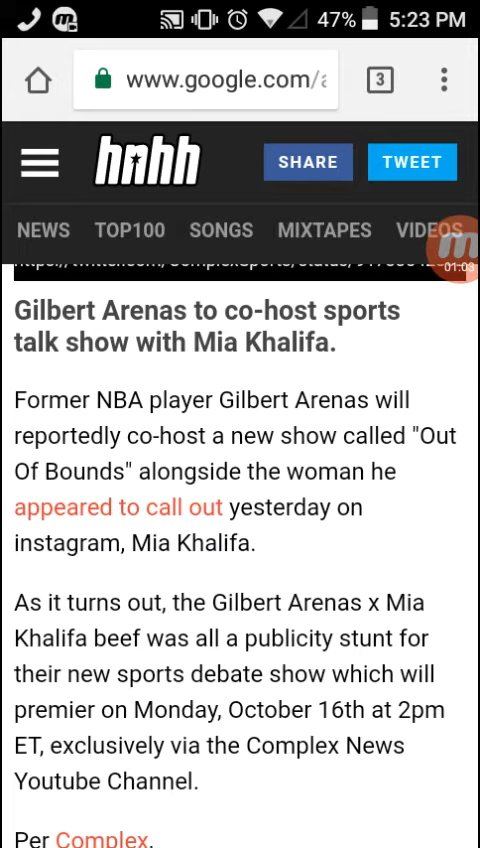 47% 5:23 PM
www.google.com/a
3
hnhh
SHARE
TWEET
NEWS TOP100 SONGS MIXTAPES VIDEOS
01:03
Gilbert Arenas to co-host sports
talk show with Mia Khalifa.
Former NBA player Gilbert Arenas will
reportedly co-host a new show called "Out
Of Bounds" alongside the woman he
appeared to call out yesterday on
instagram, Mia Khalifa.
As it turns out, the Gilbert Arenas x Mia
Khalifa beef was all a publicity stunt for
their new sports debate show which will
premier on Monday, October 16th at 2pm
ET, exclusively via the Complex News
Youtube Channel.
Per Complex,